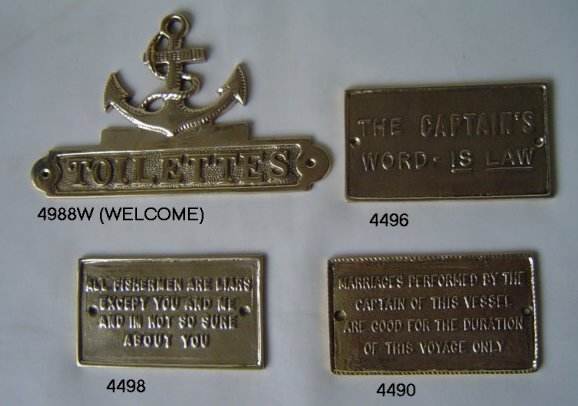 TOILETTES
4988W (WELCOME)
THE CAPTAIN'S
WORD· IS LAW
4496
ALL FISHERMEN ARE LIARS
EXCEPT YOU AND ME
AND IM NOT SO SURE
ABOUT YOU
4498
MARRIAGES PERFORMED BY THE
CAPTAIN OF THIS VESSEL
ARE GOOD FOR THE DURATION
OF THIS VOYAGE ONLY
4490